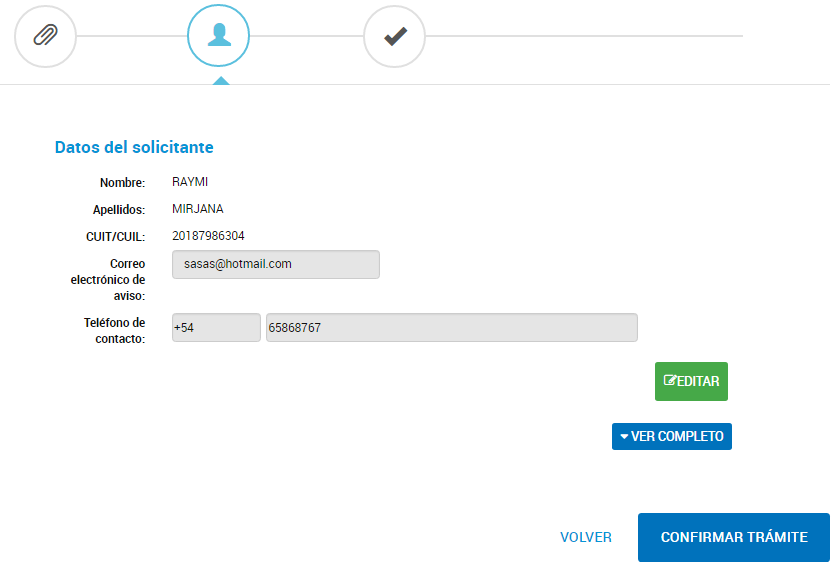 Datos del solicitante
Nombre: RAYMI
Apellidos: MIRJANA
CUIT/CUIL: 20187986304
Correo electrónico de aviso: sasas@hotmail.com
Teléfono de contacto: +54 65868767
EDITAR
VER COMPLETO
VOLVER CONFIRMAR TRÁMITE